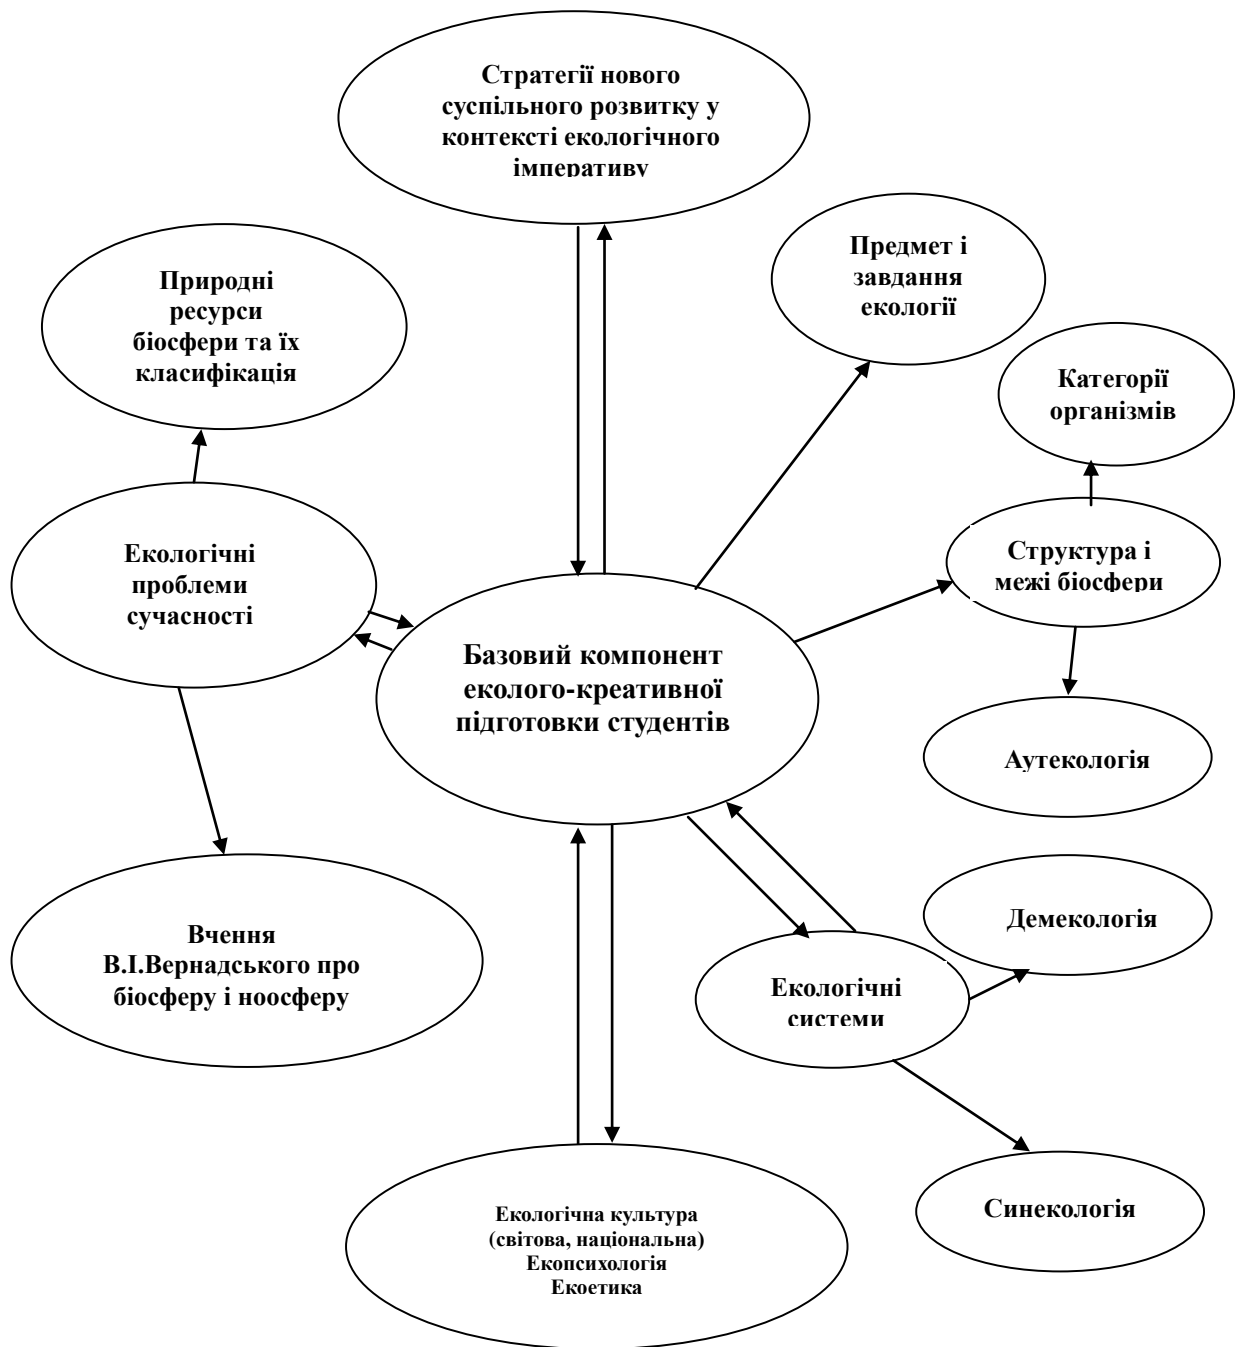 Стратегії нового
суспільного розвитку у
контексті екологічного
імперативу
Предмет і
завдання
екології
Природні
ресурси
біосфери та їх
класифікація
Категорії
організмів
Екологічні
проблеми
сучасності
Структура і
межі біосфери
Базовий компонент
еколого-креативної
підготовки студентів
Аутекологія
Демекологія
Вчення
В.І.Вернадського про
біосферу і ноосферу
Екологічні
системи
Синекологія
Екологічна культура
(світова, національна)
Екопсихологія
Екоетика